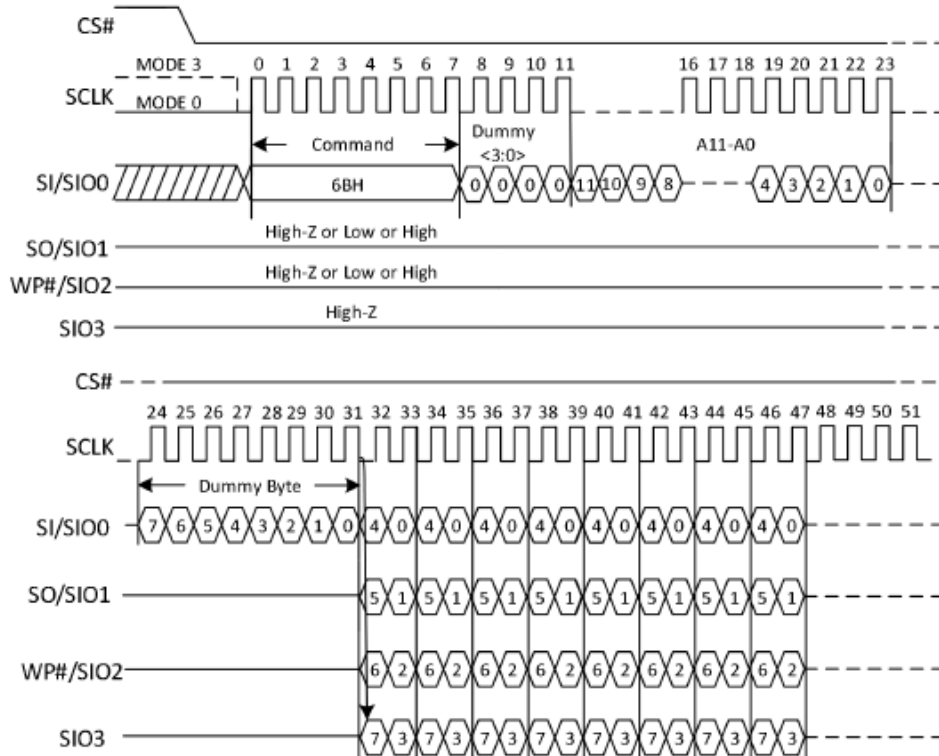 CS#
MODE 3
0 1 2 3 4 5 6 7 8 9 10 11 16 17 18 19 20 21 22 23
SCLK
MODE 0
Command
Dummy
<3:0>
A11-A0
SI/SIO0
6BH
0 0 0 0 11 10 9 8 4 3 2 1 0
High-Z or Low or High
SO/SIO1
High-Z or Low or High
WP#/SIO2
High-Z
SIO3
CS#
24 25 26 27 28 29 30 31 32 33 34 35 36 37 38 39 40 41 42 43 44 45 46 47 48 49 50 51
SCLK
Dummy Byte
SI/SIO0 7 6 5 4 3 2 1 0 4 0 4 0 4 0 4 0 4 0 4 0 4 0 4 0
SO/SIO1 5 1 5 1 5 1 5 1 5 1 5 1 5 1 5 1
WP#/SIO2 6 2 6 2 6 2 6 2 6 2 6 2 6 2 6 2
SIO3 7 3 7 3 7 3 7 3 7 3 7 3 7 3 7 3